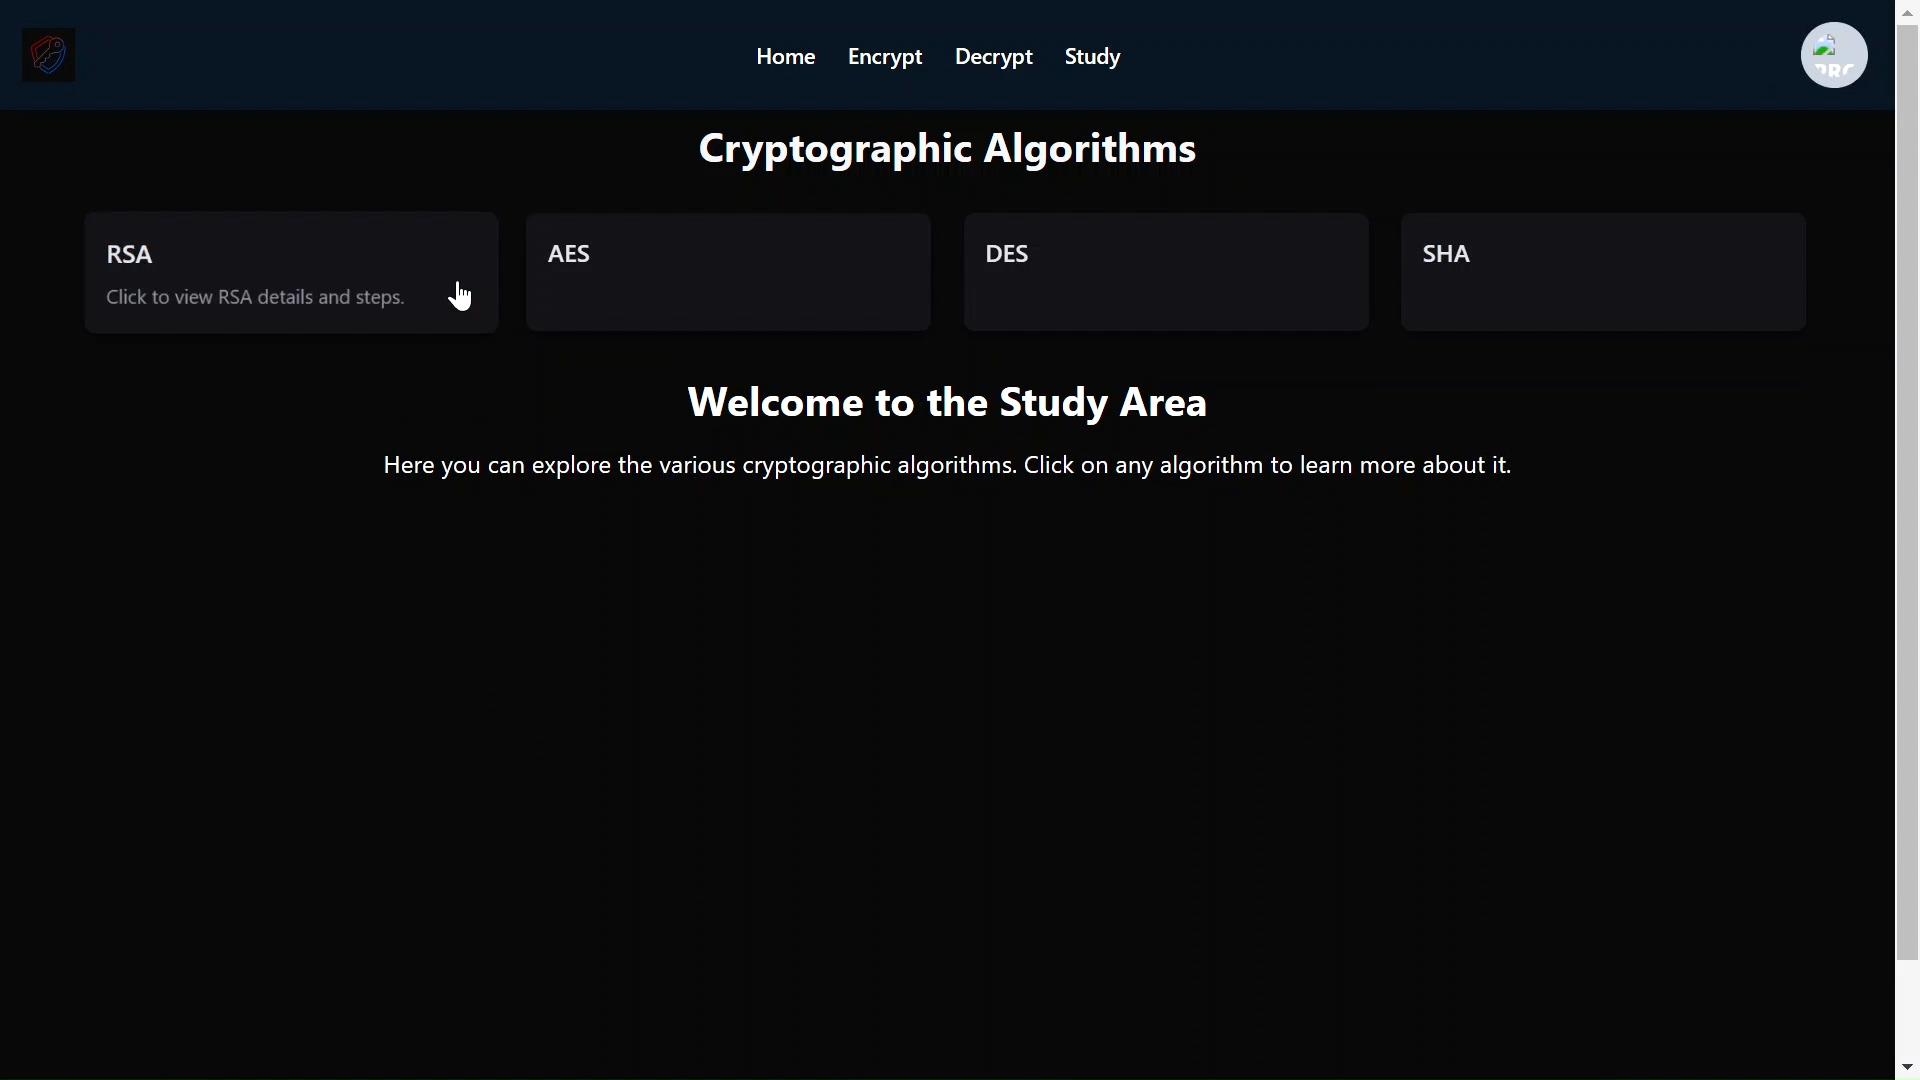 Home Encrypt Decrypt Study
Cryptographic Algorithms
RSA
Click to view RSA details and steps.
AES
DES
SHA
Welcome to the Study Area
Here you can explore the various cryptographic algorithms. Click on any algorithm to learn more about it.